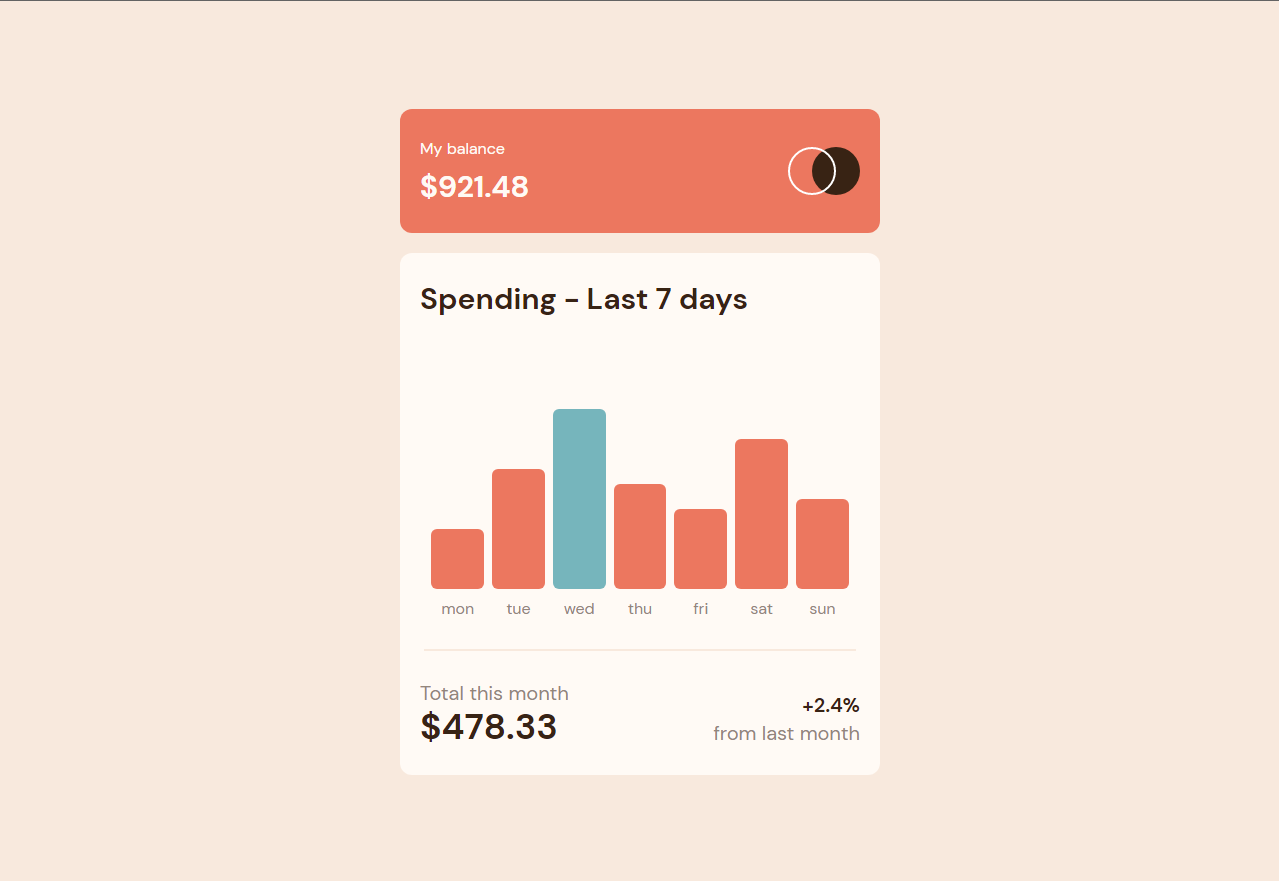 My balance
$921.48
Spending - Last 7 days
mon tue wed thu fri sat sun
Total this month
$478.33
+2.4%
from last month